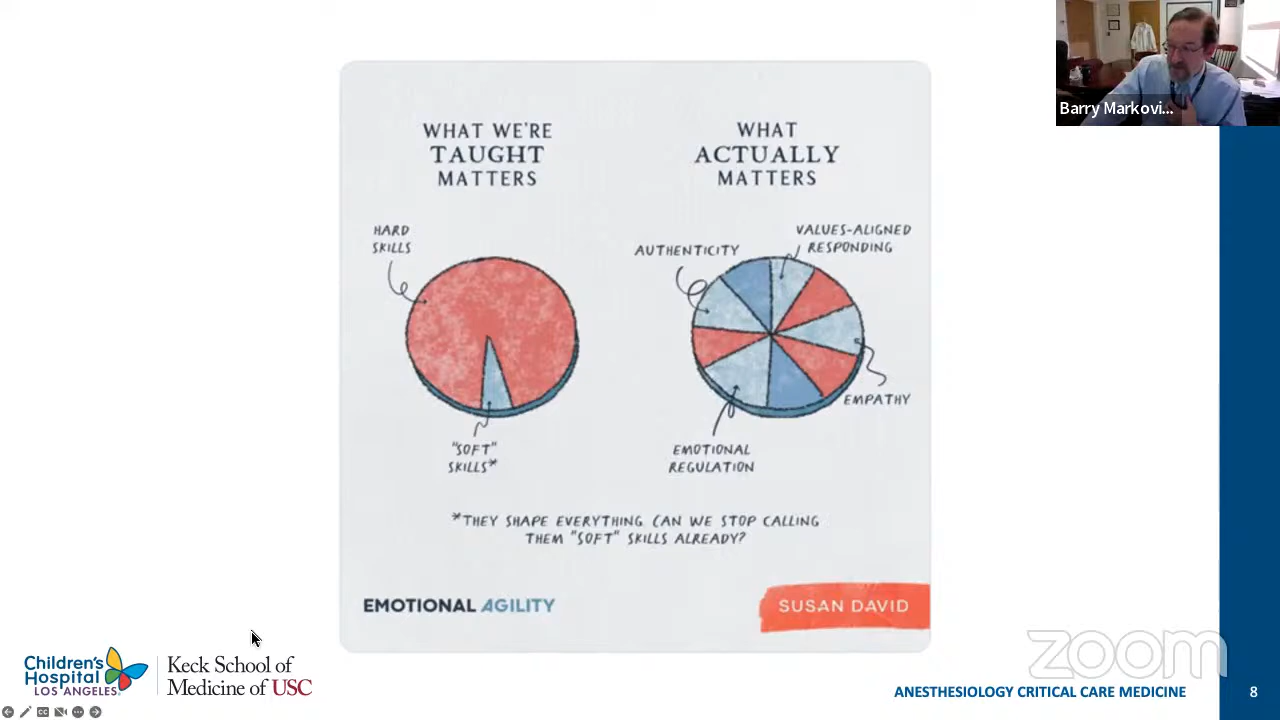 Barry Markovi...
WHAT WE'RE
TAUGHT
MATTERS
WHAT
ACTUALLY
MATTERS
HARD
SKILLS
"SOFT"
SKILLS*
AUTHENTICITY
VALUES-ALIGNED
RESPONDING
EMPATHY
EMOTIONAL
REGULATION
*THEY SHAPE EVERYTHING. CAN WE STOP CALLING
THEM "SOFT" SKILLS ALREADY?
EMOTIONAL AGILITY
SUSAN DAVID
Children's
Hospital
LOS ANGELES
Keck School of
Medicine of USC
zoom
ANESTHESIOLOGY CRITICAL CARE MEDICINE
8